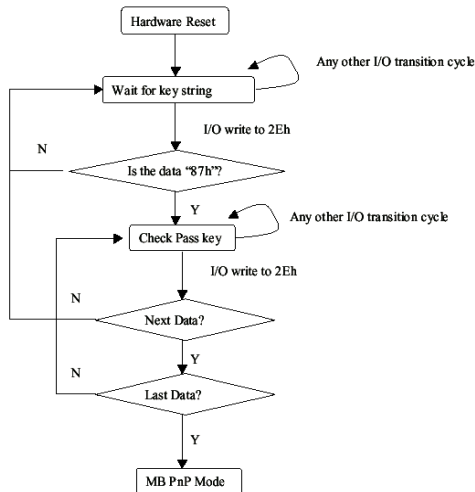 Hardware Reset
Any other I/O transition cycle
Wait for key string
I/O write to 2Eh
N
Is the data “87h”?
Y
Any other I/O transition cycle
Check Pass key
I/O write to 2Eh
N
Next Data?
Y
N
Last Data?
Y
MB PnP Mode